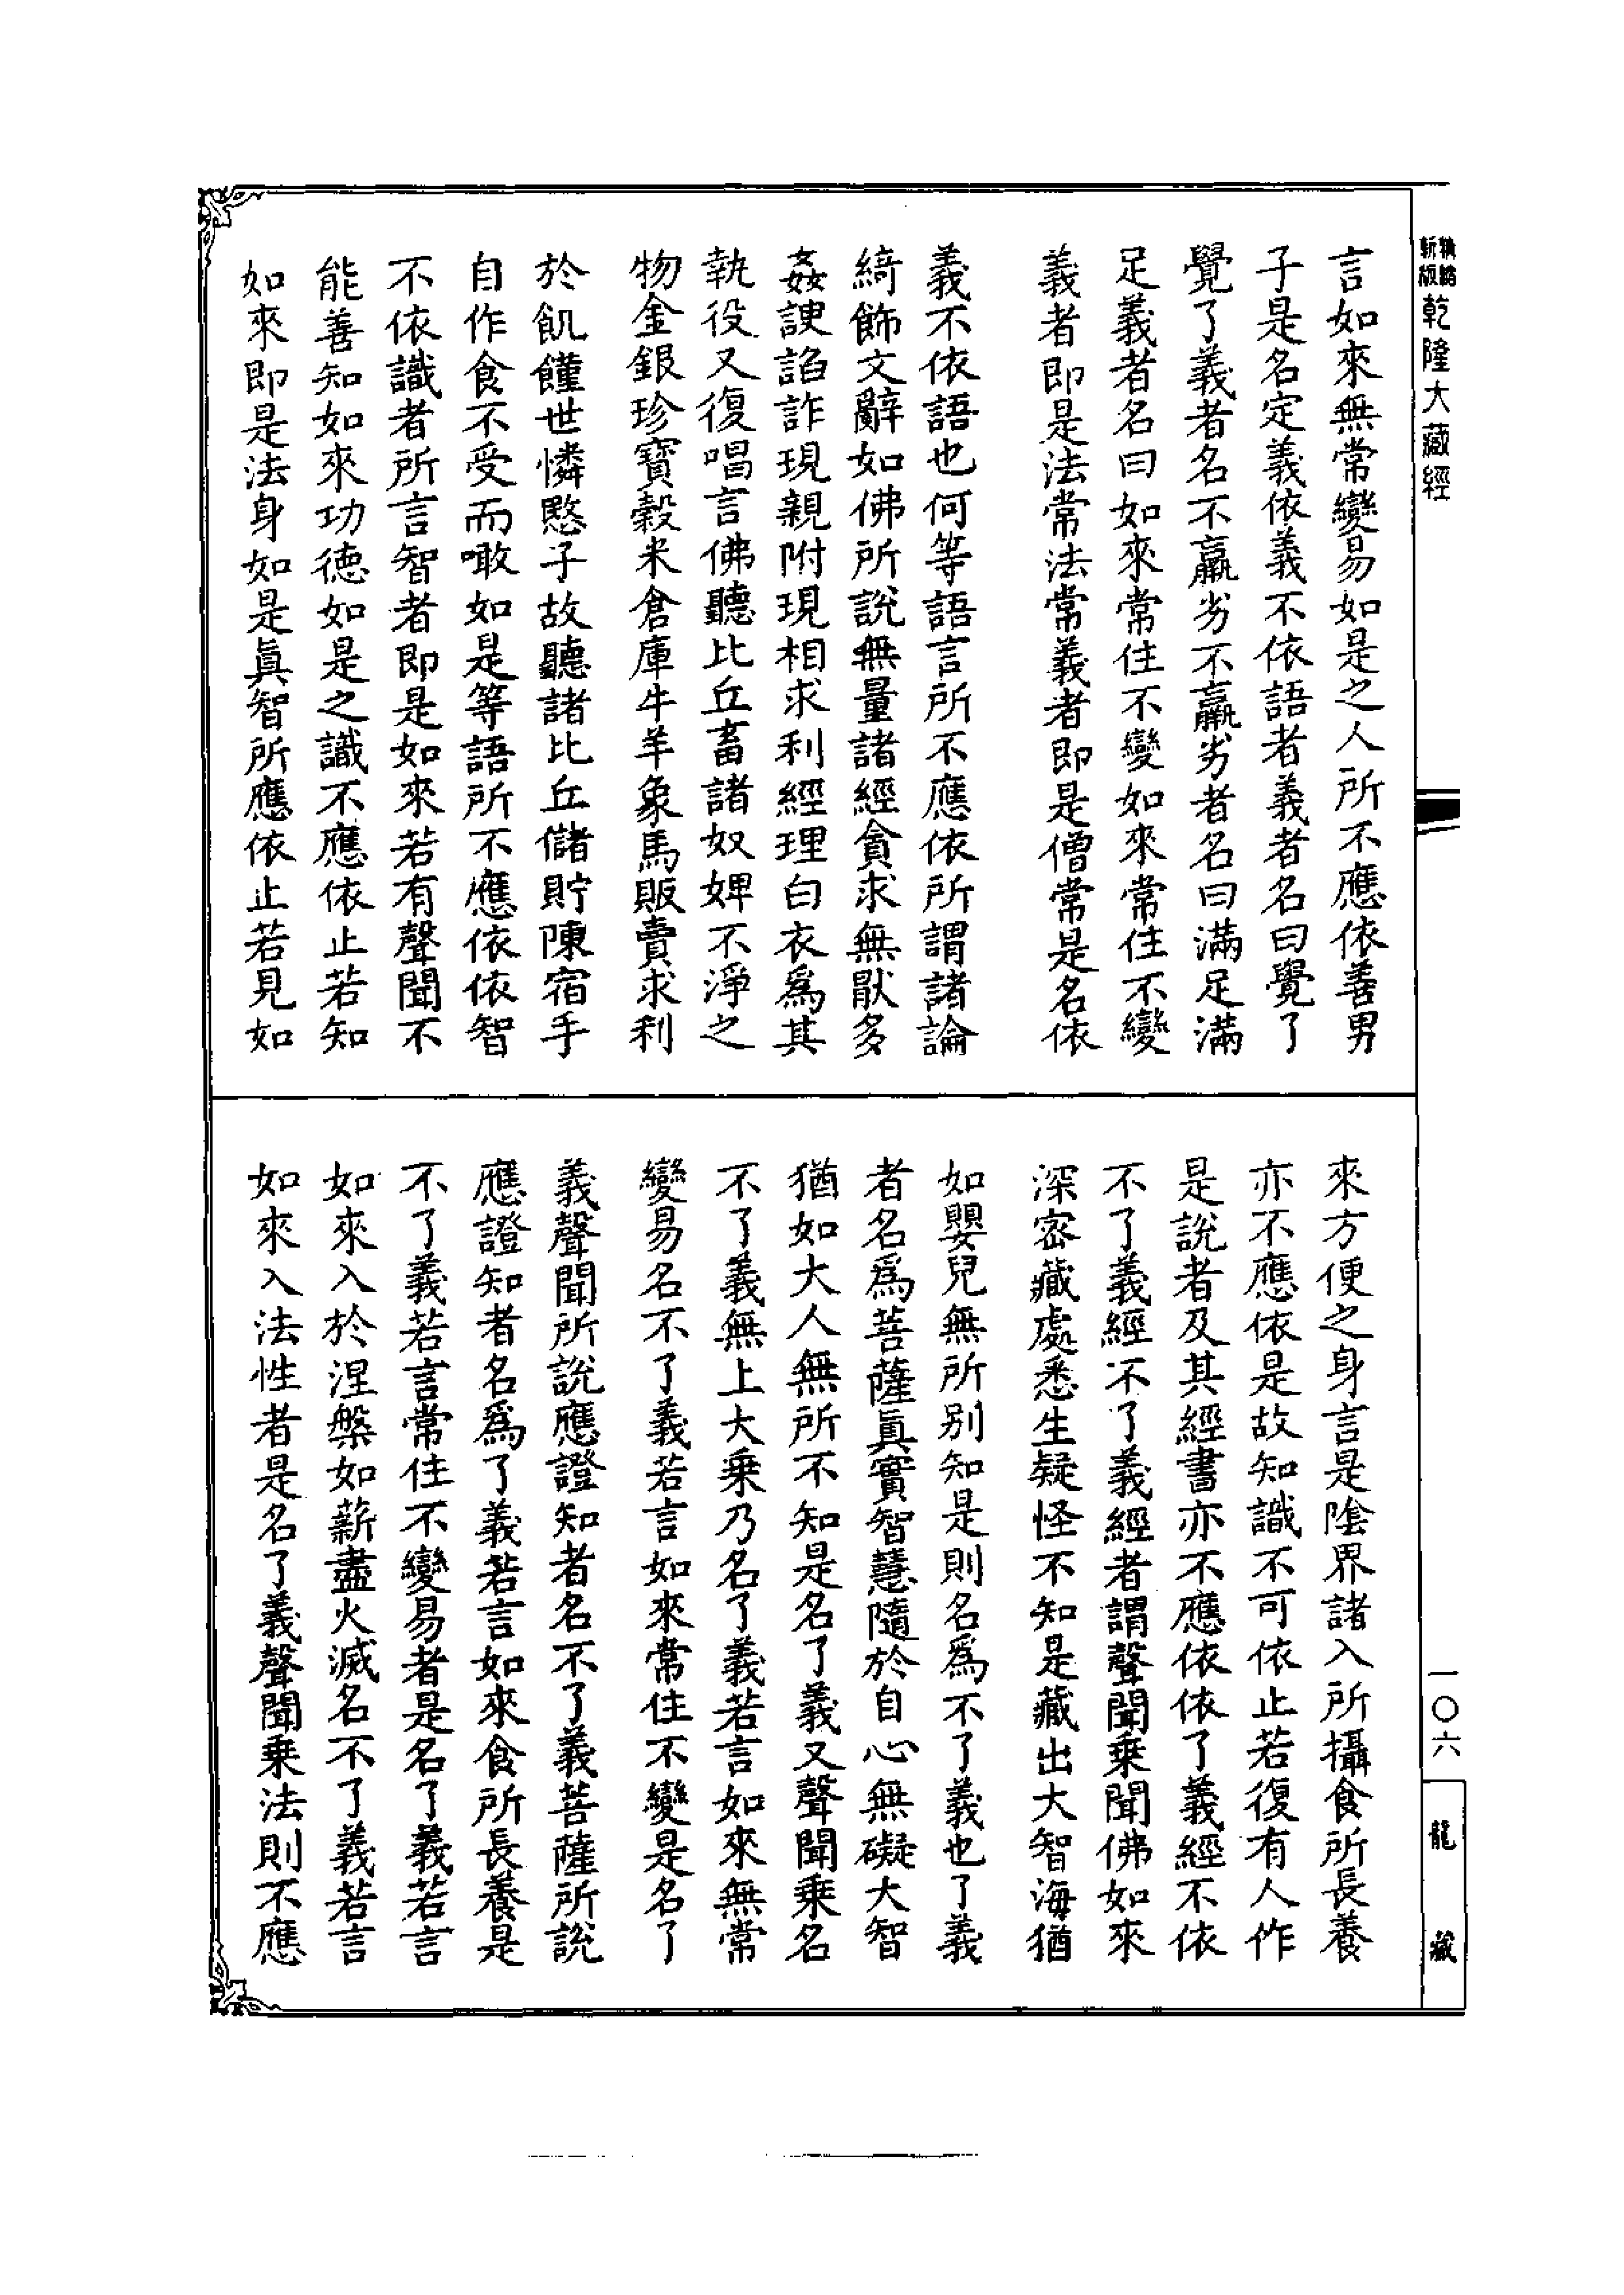 新版
乾隆大藏經
言如來無常變易如是之人所不應依善男
子是名定義依義不依語者義者名曰覺了
覺了義者名不羸劣不羸劣者名曰滿足滿
足義者名曰如來常住不變如來常住不變
義者即是法常法常義者即是僧常是名依
義不依語也何等語言所不應依所謂諸論
綺飾文辭如佛所說無量諸經貪求無猒多
姦諛諂詐現親附現相求利經理白衣爲其
執役又復唱言佛聽比丘畜諸奴婢不淨之
物金銀珍寶穀米倉庫牛羊象馬販賣求利
於飢饉世憐愍子故聽諸比丘儲貯陳宿手
自作食不受而噉如是等語所不應依依智
不依識者所言智者即是如來若有聲聞不
能善知如來功德如是之識不應依止若知
如來即是法身如是眞智所應依止若見如
來方便之身言是陰界諸入所攝食所長養
亦不應依是故知識不可依止若復有人作
是說者及其經書亦不應依依了義經不依
不了義經不了義經者謂聲聞乗聞佛如來
深密藏處悉生疑怪不知是藏出大智海猶
如嬰兒無所別知是則名爲不了義也了義
者名爲菩薩眞實智慧隨於自心無礙大智
猶如大人無所不知是名了義又聲聞乗名
不了義無上大乗乃名了義若言如來無常
變易名不了義若言如來常住不變是名了
義聲聞所說應證知者名不了義菩薩所說
應證知者名爲了義若言如來食所長養是
不了義若言常住不變易者是名了義若言
如來入於涅槃如薪盡火滅名不了義若言
如來入法性者是名了義聲聞乗法則不應
一〇六
龍藏